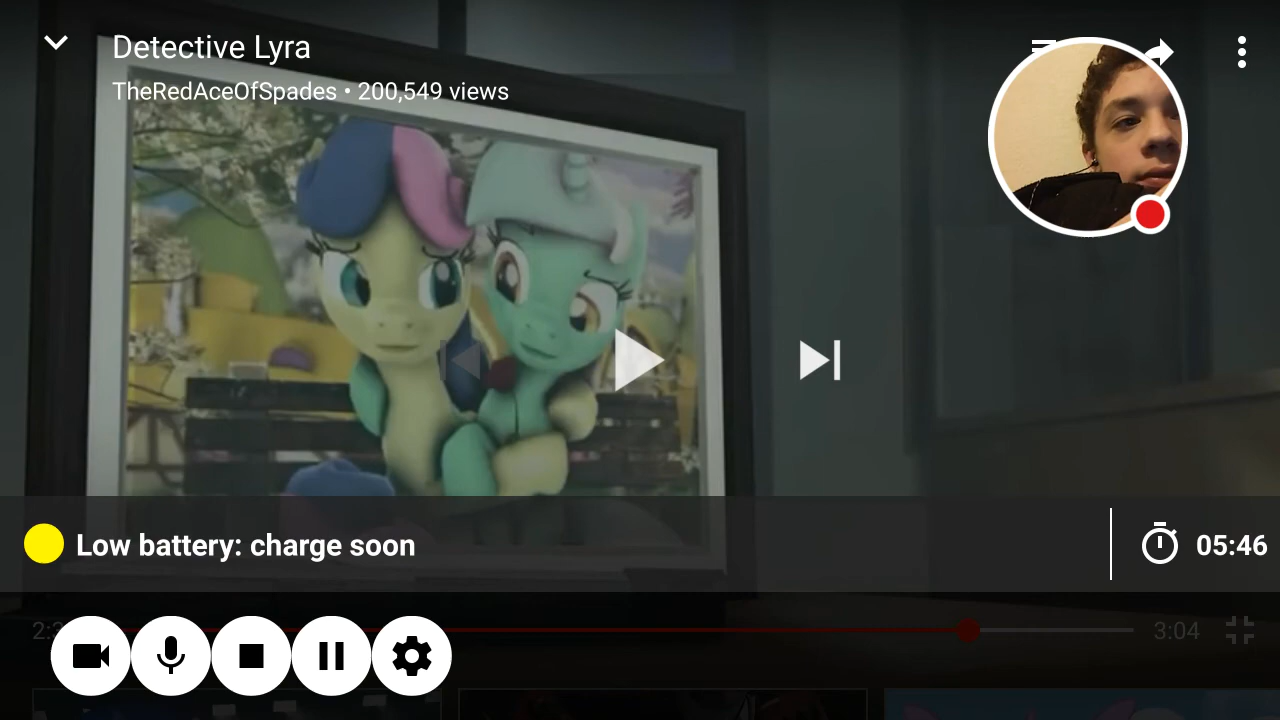 Detective Lyra
TheRedAceOfSpades • 200,549 views
Low battery: charge soon
05:46
3:04